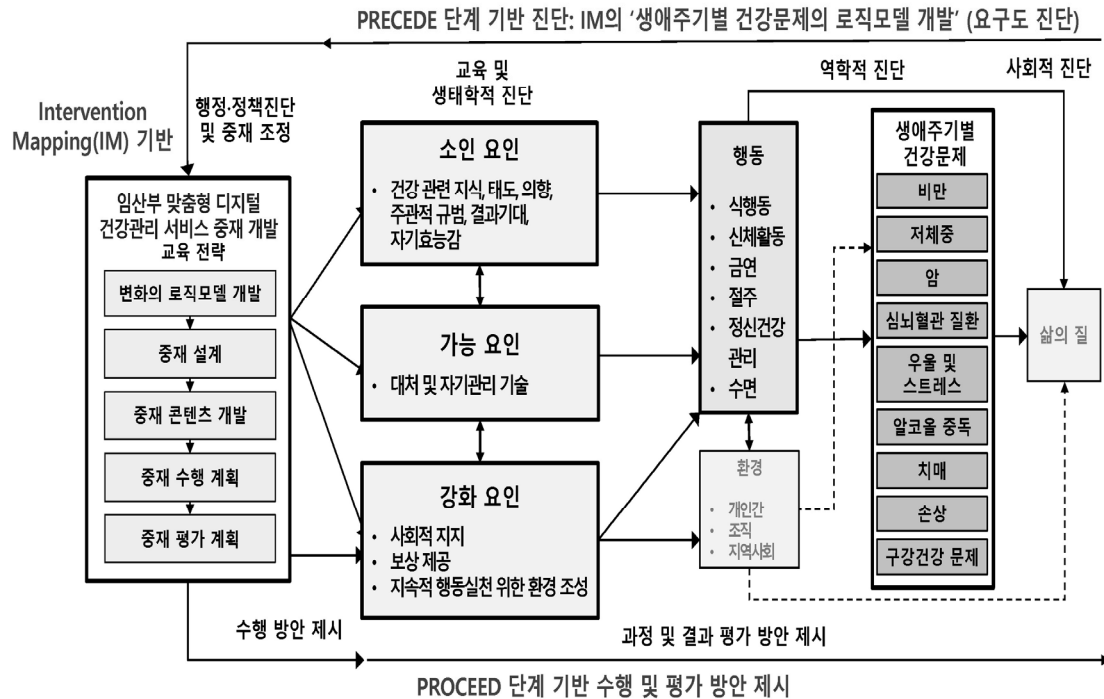 PRECEDE 단계 기반 진단: IM의 ‘생애주기별 건강문제의 로직모델 개발’ (요구도 진단)
Intervention
Mapping(IM) 기반
행정·정책진단
및 중재 조정
교육 및
생태학적 진단
역학적 진단
사회적 진단
임산부 맞춤형 디지털
건강관리 서비스 중재 개발
교육 전략
변화의 로직모델 개발
중재 설계
중재 콘텐츠 개발
중재 수행 계획
중재 평가 계획
소인 요인
• 건강 관련 지식, 태도, 의향,
주관적 규범, 결과기대,
자기효능감
가능 요인
• 대처 및 자기관리 기술
강화 요인
• 사회적 지지
• 보상 제공
• 지속적 행동실천 위한 환경 조성
행동
• 식행동
• 신체활동
• 금연
• 절주
• 정신건강
관리
• 수면
환경
• 개인간
• 조직
• 지역사회
생애주기별
건강문제
비만
저체중
암
심뇌혈관 질환
우울 및
스트레스
알코올 중독
치매
손상
구강건강 문제
삶의 질
수행 방안 제시
과정 및 결과 평가 방안 제시
PROCEED 단계 기반 수행 및 평가 방안 제시